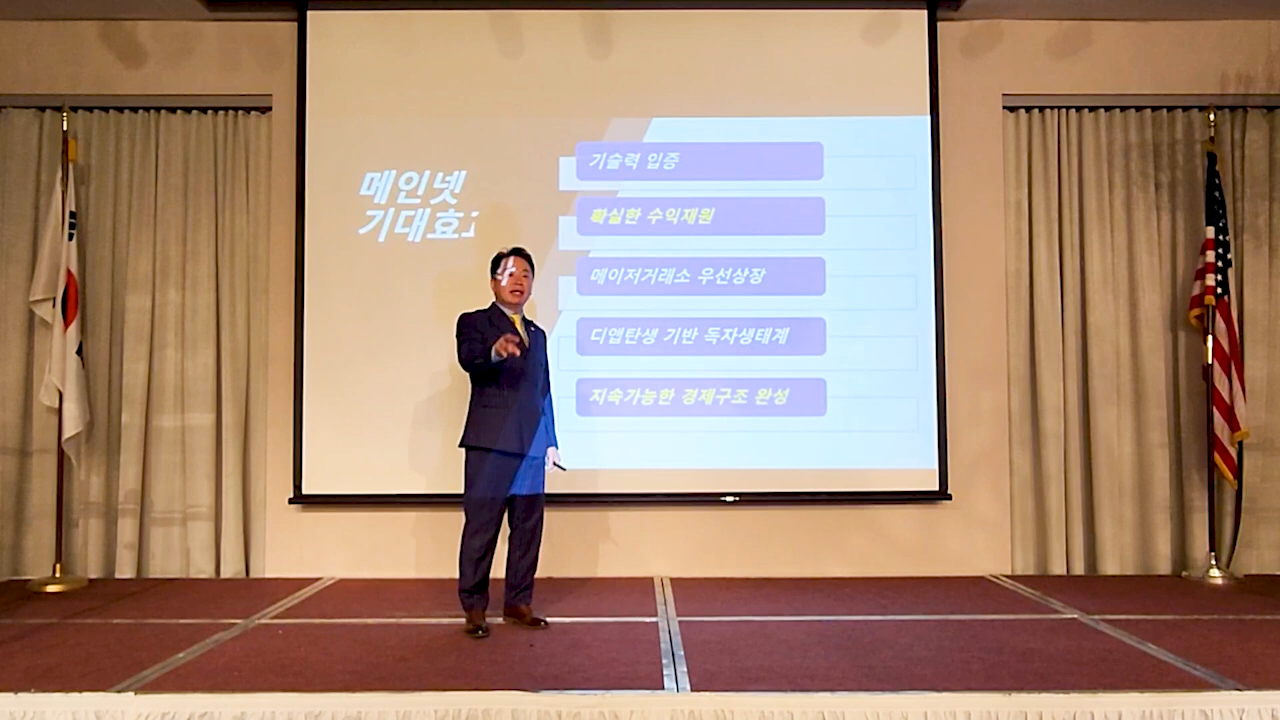 메인넷
기대효
기술력 입증
확실한 수익재원
메이저거래소 우선상장
디앱탄생 기반 독자생태계
지속가능한 경제구조 완성